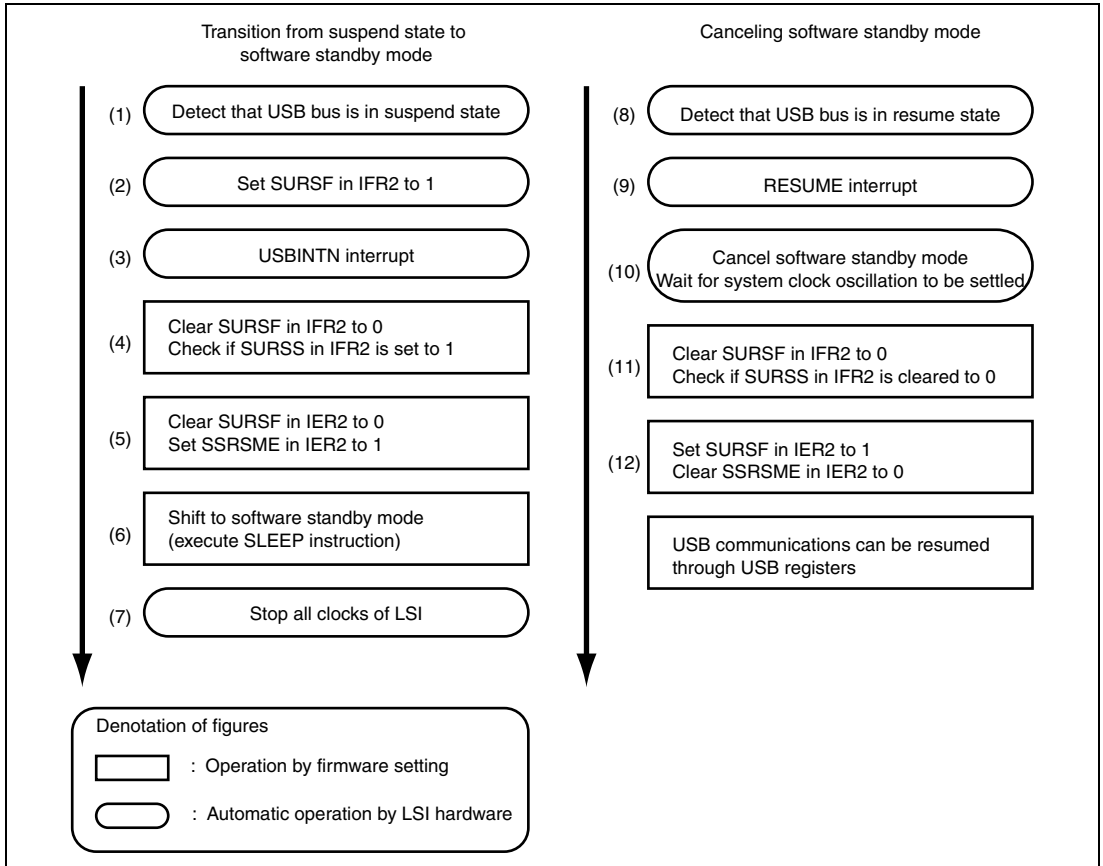 Transition from suspend state to
software standby mode
(1) Detect that USB bus is in suspend state
(2) Set SURSF in IFR2 to 1
(3) USBINTN interrupt
(4) Clear SURSF in IFR2 to 0
Check if SURSS in IFR2 is set to 1
(5) Clear SURSF in IER2 to 0
Set SSRSME in IER2 to 1
(6) Shift to software standby mode
(execute SLEEP instruction)
(7) Stop all clocks of LSI
Canceling software standby mode
(8) Detect that USB bus is in resume state
(9) RESUME interrupt
(10) Cancel software standby mode
Wait for system clock oscillation to be settled
(11) Clear SURSF in IFR2 to 0
Check if SURSS in IFR2 is cleared to 0
(12) Set SURSF in IER2 to 1
Clear SSRSME in IER2 to 0
USB communications can be resumed
through USB registers
Denotation of figures
: Operation by firmware setting
: Automatic operation by LSI hardware